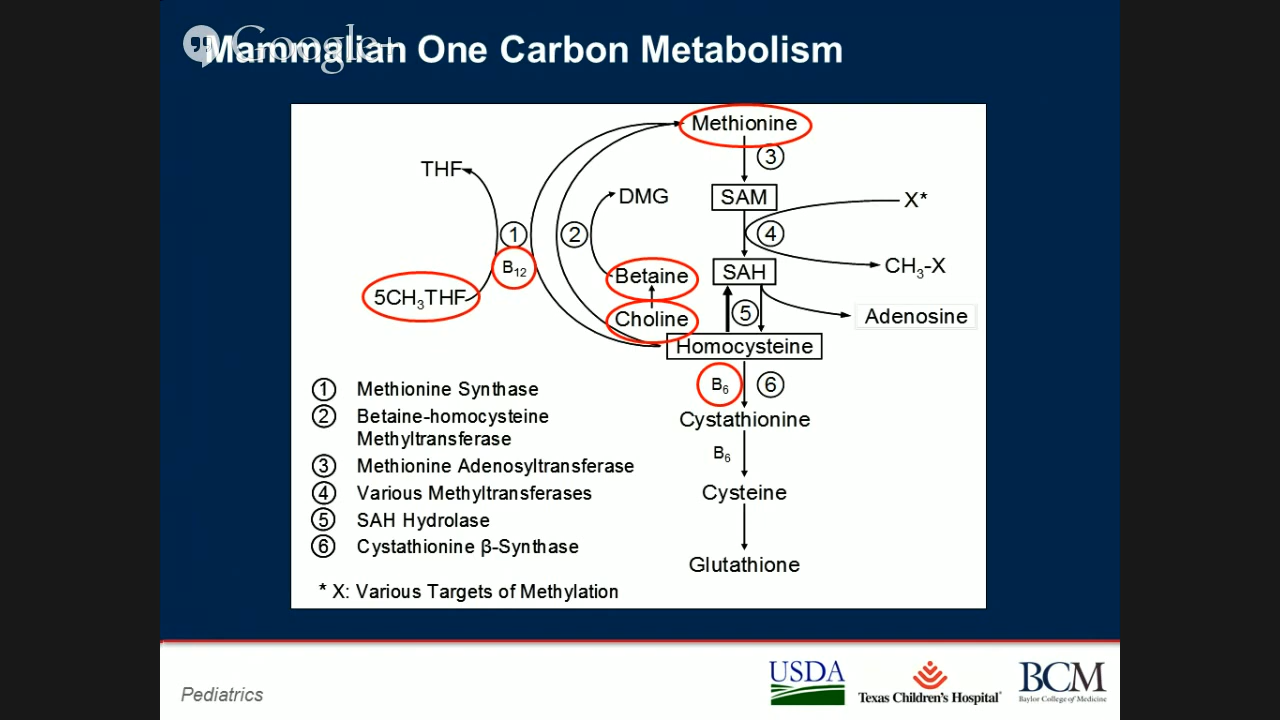 Mammalian One Carbon Metabolism
Google+
Methionine
③
THF
DMG
SAM
X*
①
②
④
B₁₂
Betaine
SAH
CH₃-X
5CH₃THF
Choline
⑤
Adenosine
Homocysteine
B₆
⑥
Cystathionine
B₆
Cysteine
Glutathione
① Methionine Synthase
② Betaine-homocysteine
Methyltransferase
③ Methionine Adenosyltransferase
④ Various Methyltransferases
⑤ SAH Hydrolase
⑥ Cystathionine β-Synthase
* X: Various Targets of Methylation
Pediatrics
USDA
Texas Children's Hospital®
BCM
Baylor College of Medicine